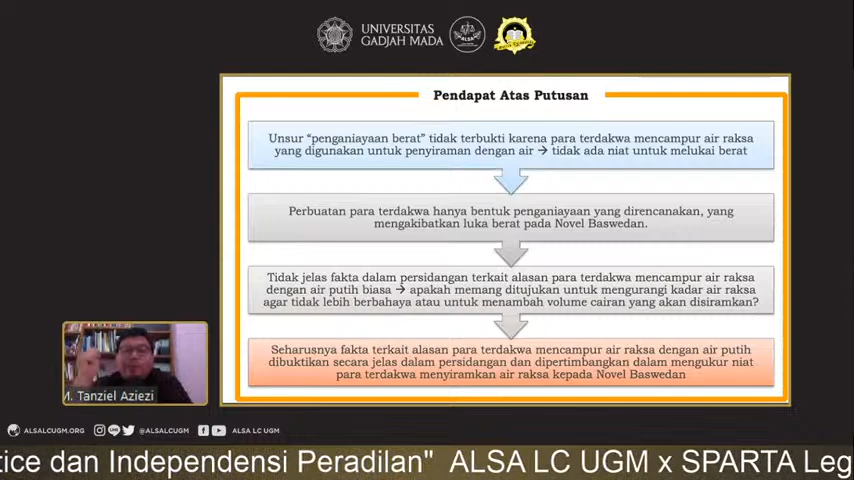 UNIVERSITAS
GADJAH MADA
ALSA
Pendapat Atas Putusan
Unsur “penganiayaan berat” tidak terbukti karena para terdakwa mencampur air raksa
yang digunakan untuk penyiraman dengan air → tidak ada niat untuk melukai berat
Perbuatan para terdakwa hanya bentuk penganiayaan yang direncanakan, yang
mengakibatkan luka berat pada Novel Baswedan.
Tidak jelas fakta dalam persidangan terkait alasan para terdakwa mencampur air raksa
dengan air putih biasa → apakah memang ditujukan untuk mengurangi kadar air raksa
agar tidak lebih berbahaya atau untuk menambah volume cairan yang akan disiramkan?
Seharusnya fakta terkait alasan para terdakwa mencampur air raksa dengan air putih
dibuktikan secara jelas dalam persidangan dan dipertimbangkan dalam mengukur niat
para terdakwa menyiramkan air raksa kepada Novel Baswedan
M. Tanziel Aziezi
ALSALCUGM.ORG @ALSALCUGM ALSA LC UGM
tice dan Independensi Peradilan" ALSA LC UGM x SPARTA Leg